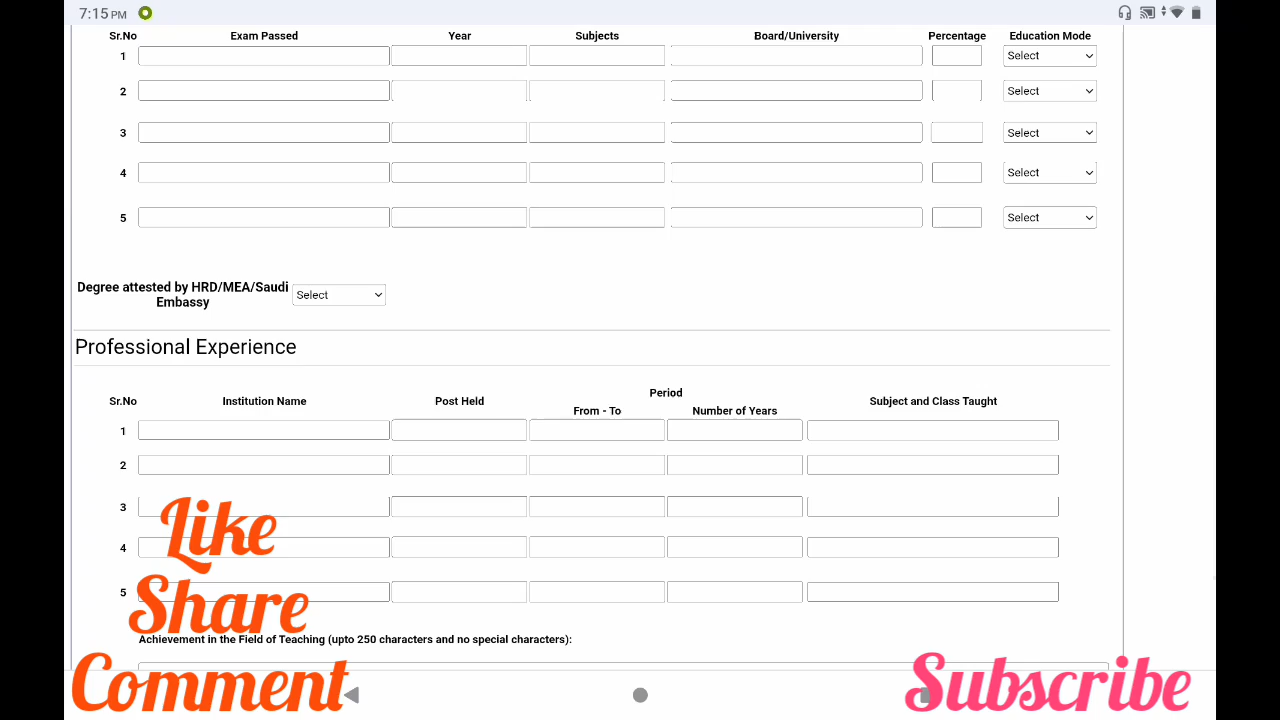 7:15 PM
Sr.No Exam Passed Year Subjects Board/University Percentage Education Mode
1 Select
2 Select
3 Select
4 Select
5 Select
Degree attested by HRD/MEA/Saudi
Embassy Select
Professional Experience
Period
Sr.No Institution Name Post Held Subject and Class Taught
From - To Number of Years
1
2
3
4
5
Like
Share
Achievement in the Field of Teaching (upto 250 characters and no special characters):
Comment
Subscribe